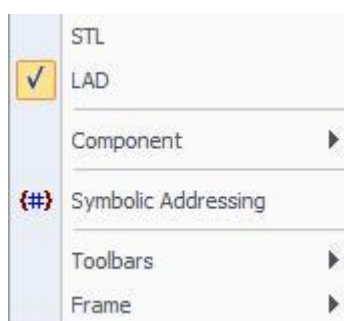 STL
LAD
Component
{#} Symbolic Addressing
Toolbars
Frame